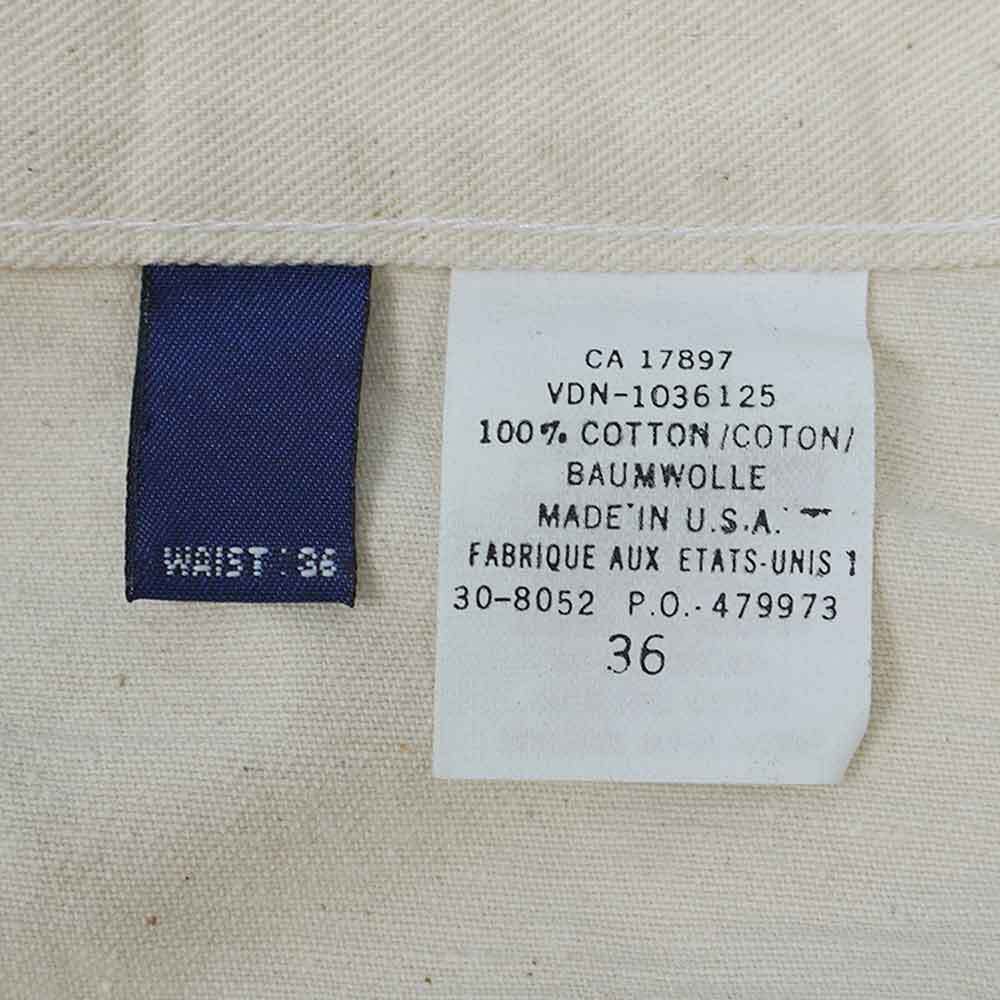 WAIST : 36
CA 17897
VDN-1036125
100% COTTON/COTON/
BAUMWOLLE
MADE IN U.S.A.
FABRIQUE AUX ETATS-UNIS 1
30-8052 P.O. 479973
36